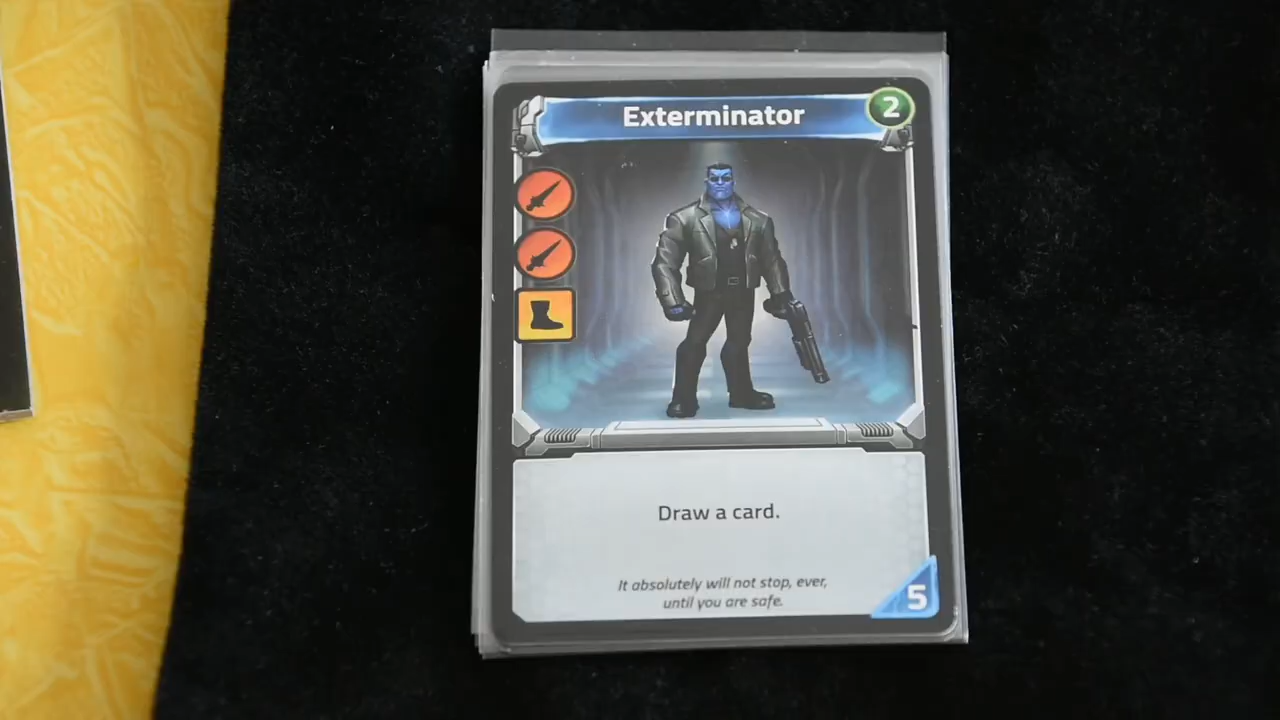 Exterminator
2
Draw a card.
It absolutely will not stop, ever,
until you are safe.
5